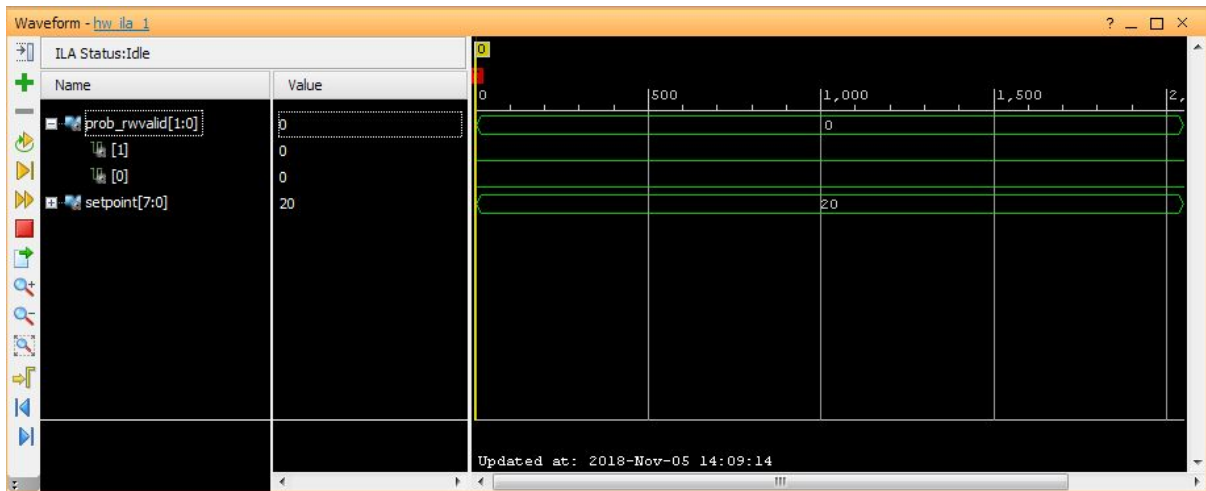 Waveform - hw_ila_1
ILA Status:Idle
Name Value
prob_rwvalid[1:0] 0
[1] 0
[0] 0
setpoint[7:0] 20
0
0 500 1,000 1,500 2,
0
20
Updated at: 2018-Nov-05 14:09:14